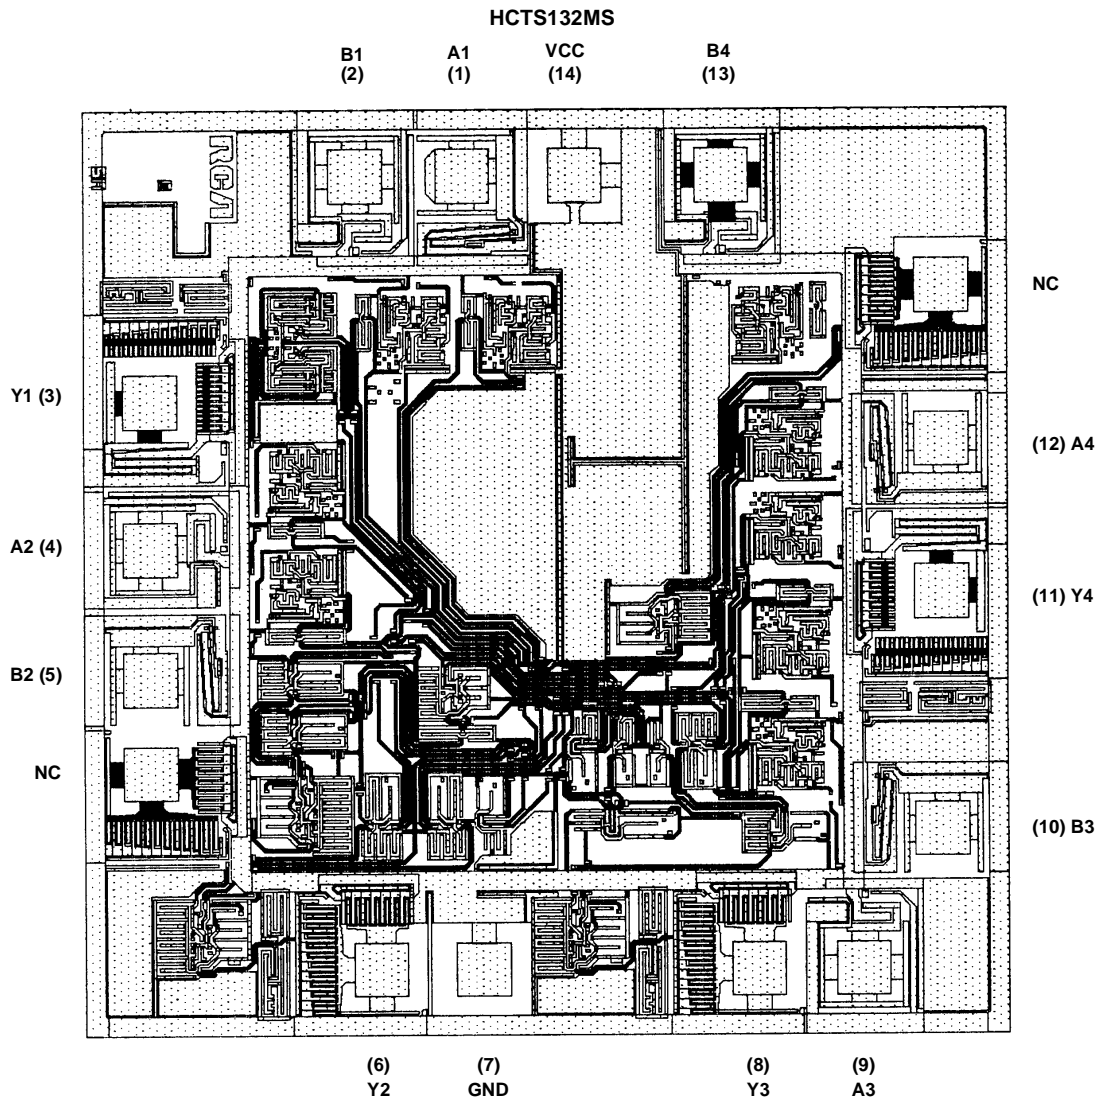 HCTS132MS
B1
(2)
A1
(1)
VCC
(14)
B4
(13)
RCA
NC
Y1 (3)
(12) A4
A2 (4)
(11) Y4
B2 (5)
NC
(10) B3
(6)
Y2
(7)
GND
(8)
Y3
(9)
A3